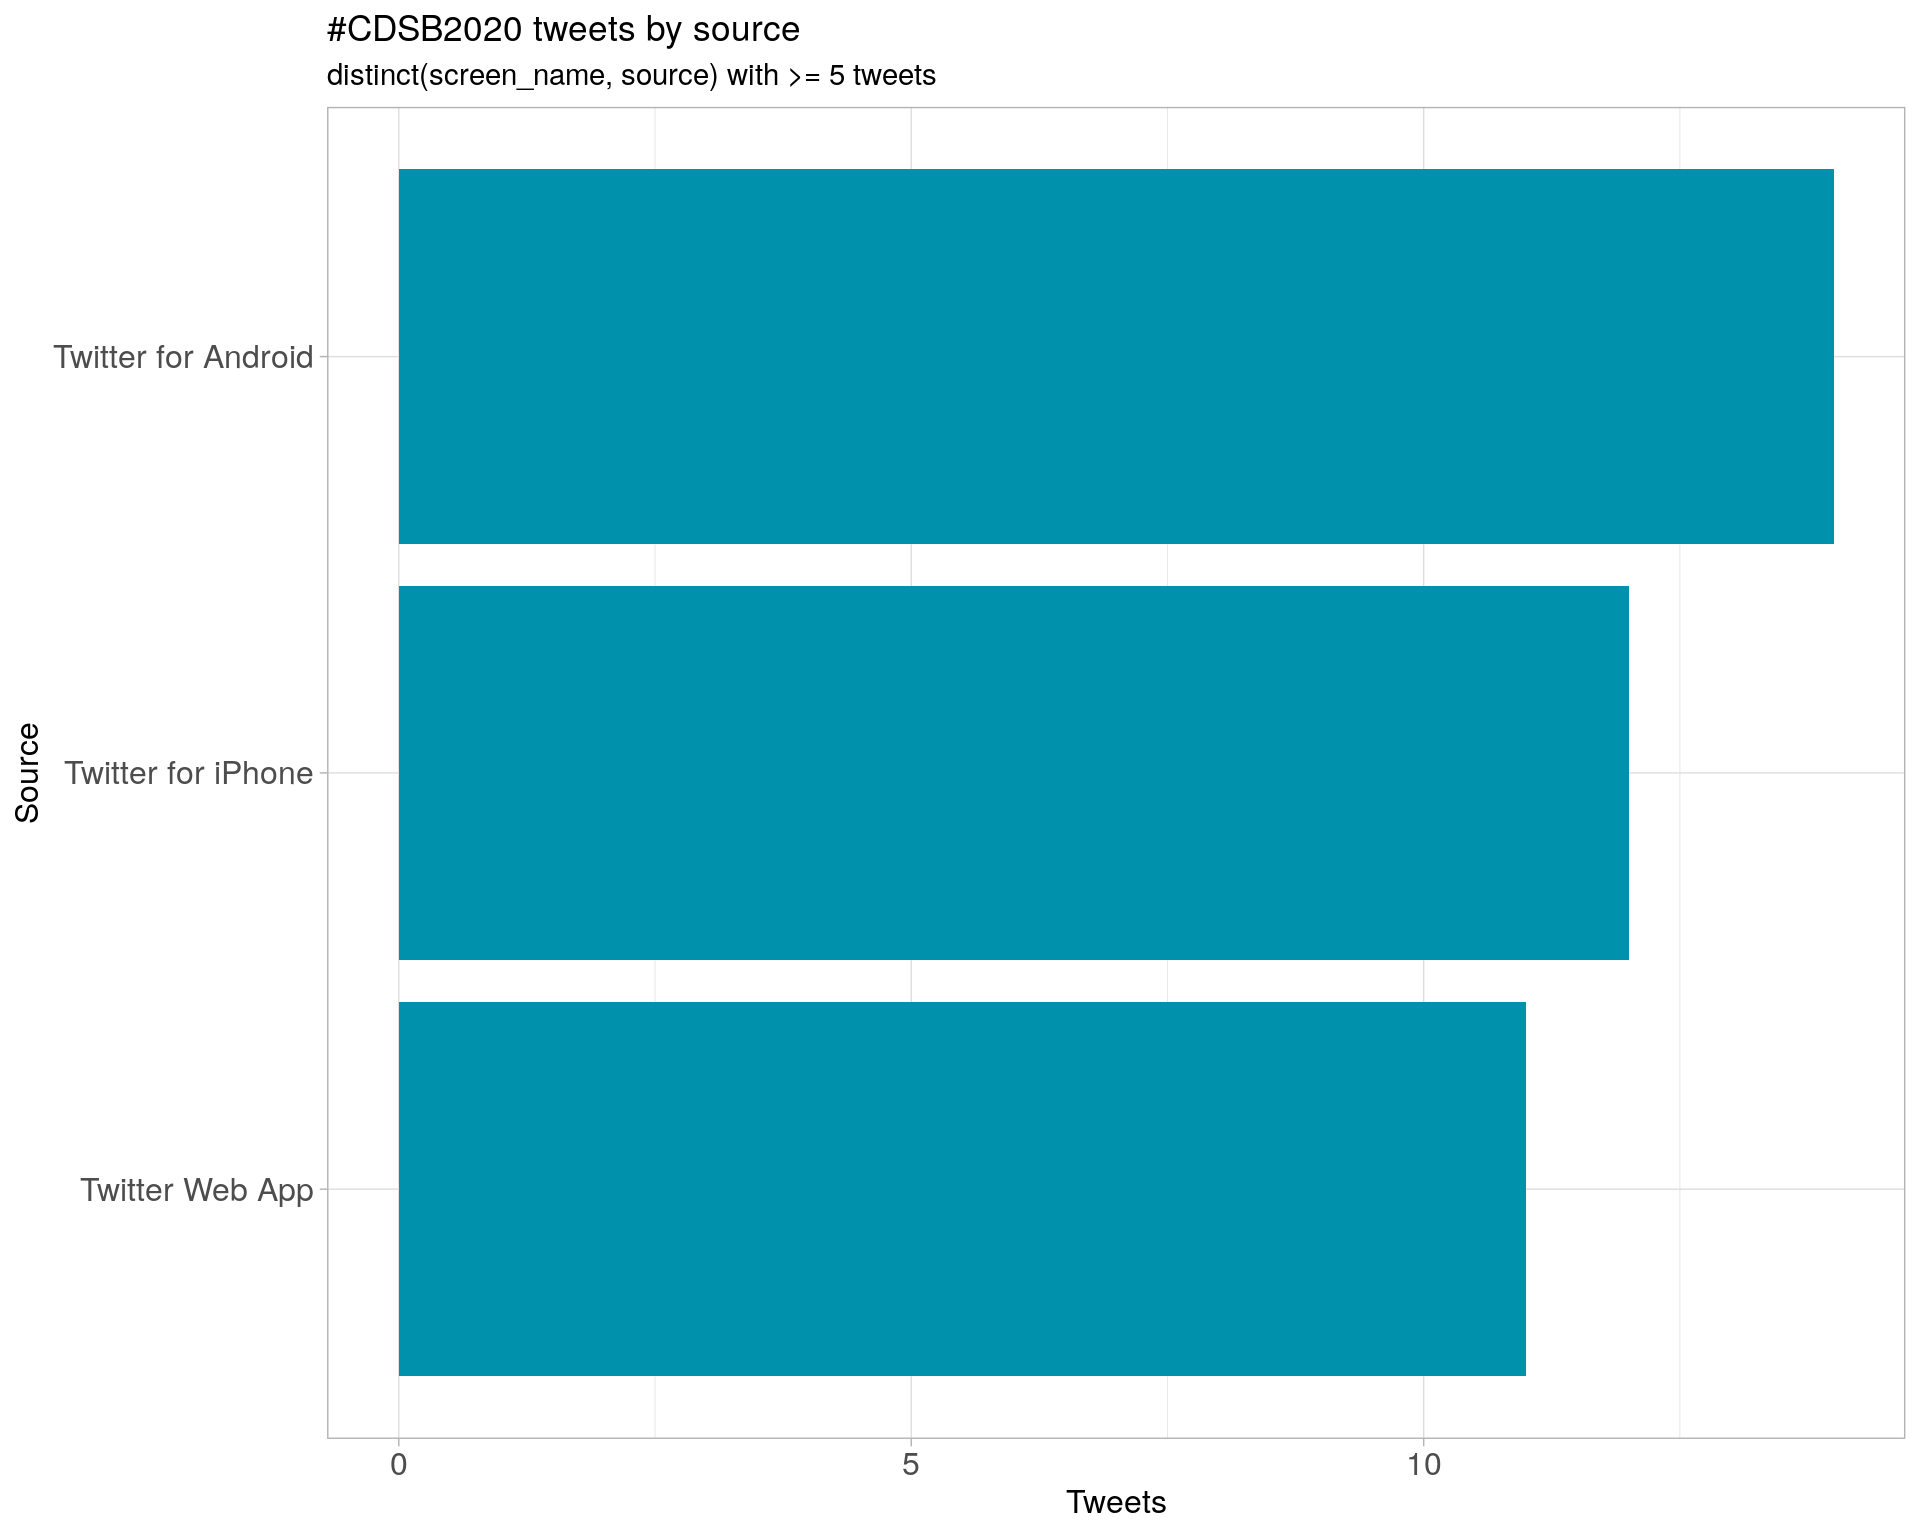 #CDSB2020 tweets by source
distinct(screen_name, source) with >= 5 tweets
Source
Twitter for Android
Twitter for iPhone
Twitter Web App
0 5 10
Tweets